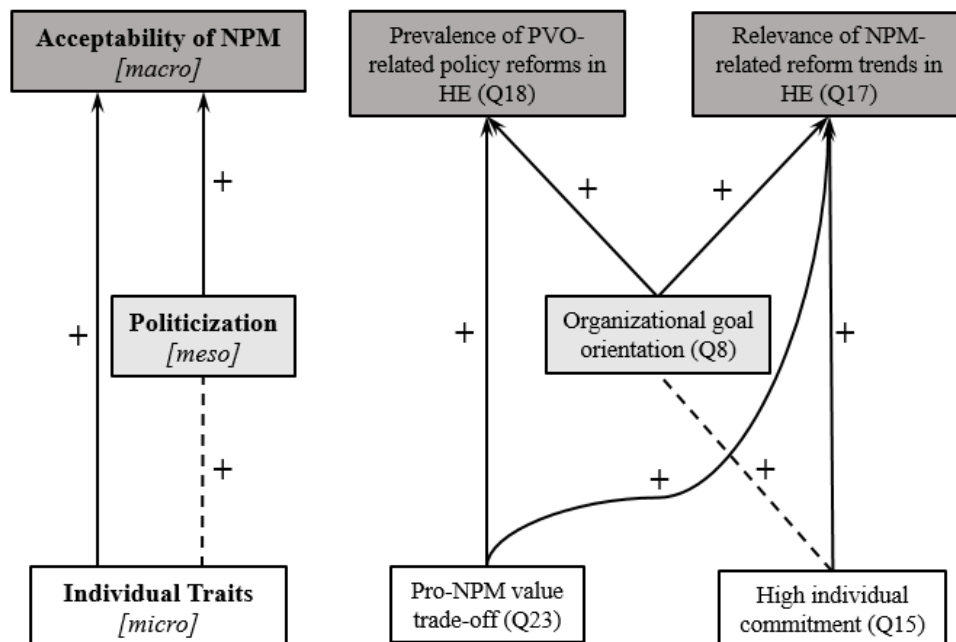 Acceptability of NPM
[macro]
Prevalence of PVO-
related policy reforms in
HE (Q18)
Relevance of NPM-
related reform trends in
HE (Q17)
+
+
+
Politicization
[meso]
Organizational goal
orientation (Q8)
+
+
+
+
+
+
Individual Traits
[micro]
Pro-NPM value
trade-off (Q23)
High individual
commitment (Q15)